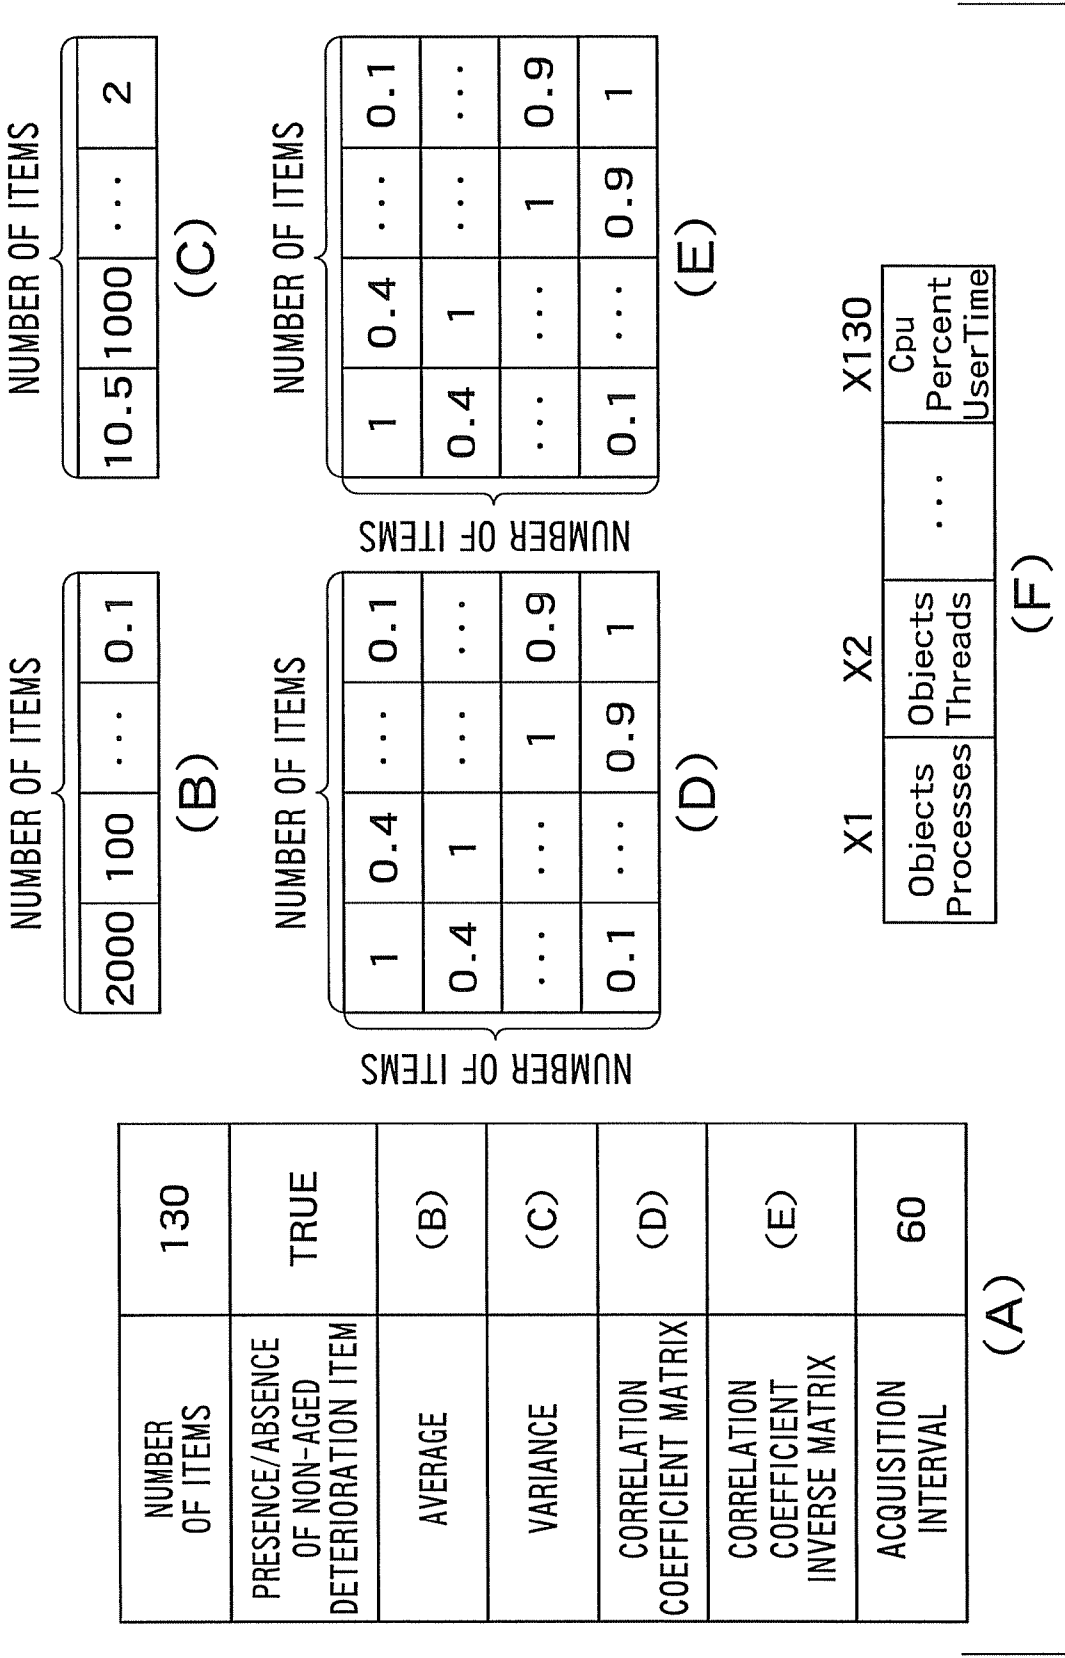 NUMBER
OF ITEMS
130
PRESENCE/ABSENCE
OF NON-AGED
DETERIORATION ITEM
TRUE
AVERAGE
(B)
VARIANCE
(C)
CORRELATION
COEFFICIENT MATRIX
(D)
CORRELATION
COEFFICIENT
INVERSE MATRIX
(E)
ACQUISITION
INTERVAL
60
(A)
NUMBER OF ITEMS
2000 100 ... 0.1
(B)
NUMBER OF ITEMS
10.5 1000 ... 2
(C)
NUMBER OF ITEMS
NUMBER OF ITEMS
1 0.4 ... 0.1
0.4 1 ... ...
... ... 1 0.9
0.1 ... 0.9 1
(D)
NUMBER OF ITEMS
NUMBER OF ITEMS
1 0.4 ... 0.1
0.4 1 ... ...
... ... 1 0.9
0.1 ... 0.9 1
(E)
X1 X2 X130
Objects
Processes
Objects
Threads
...
Cpu
Percent
UserTime
(F)